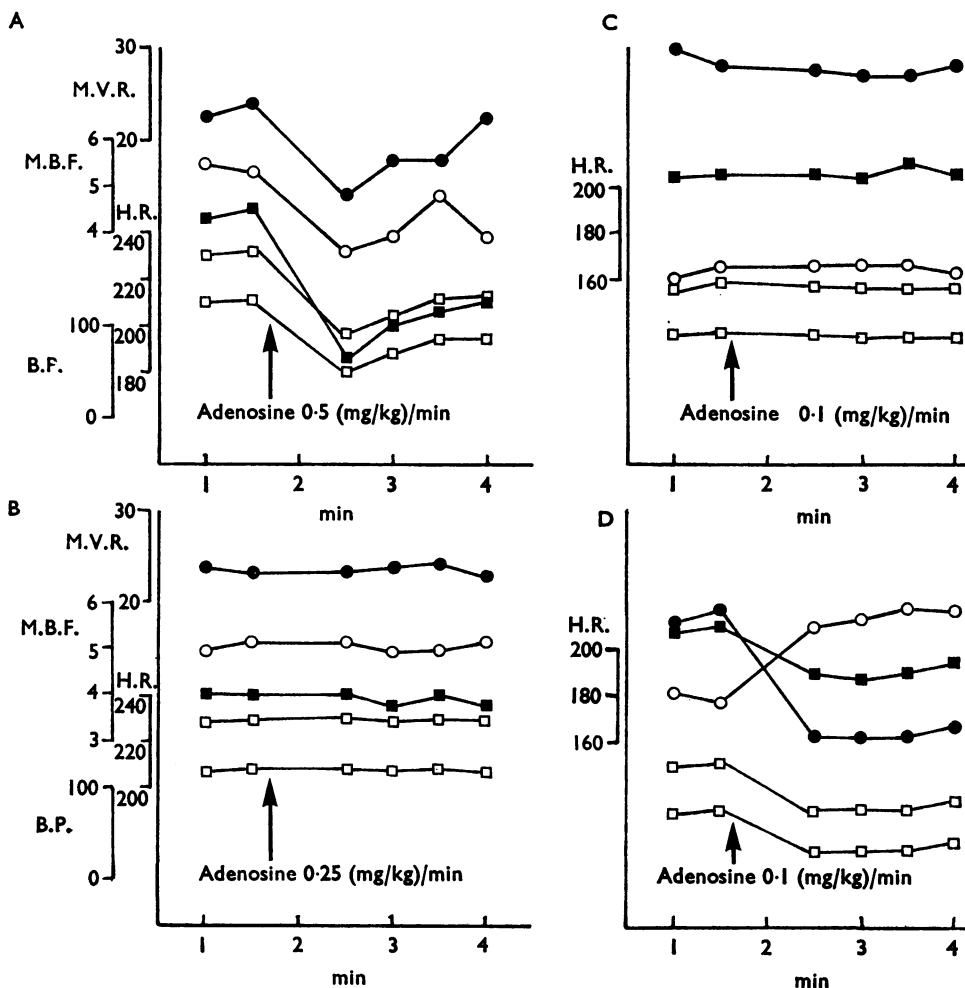 A
30
M.V.R.
20
6
M.B.F.
5
4
H.R.
240
220
200
180
100
B.F.
0
Adenosine 0·5 (mg/kg)/min
1 2 3 4
min
C
H.R.
200
180
160
Adenosine 0·1 (mg/kg)/min
1 2 3 4
min
B
30
M.V.R.
20
6
M.B.F.
5
4
3
H.R.
240
220
200
100
B.P.
0
Adenosine 0·25 (mg/kg)/min
1 2 3 4
min
D
H.R.
200
180
160
Adenosine 0·1 (mg/kg)/min
1 2 3 4
min